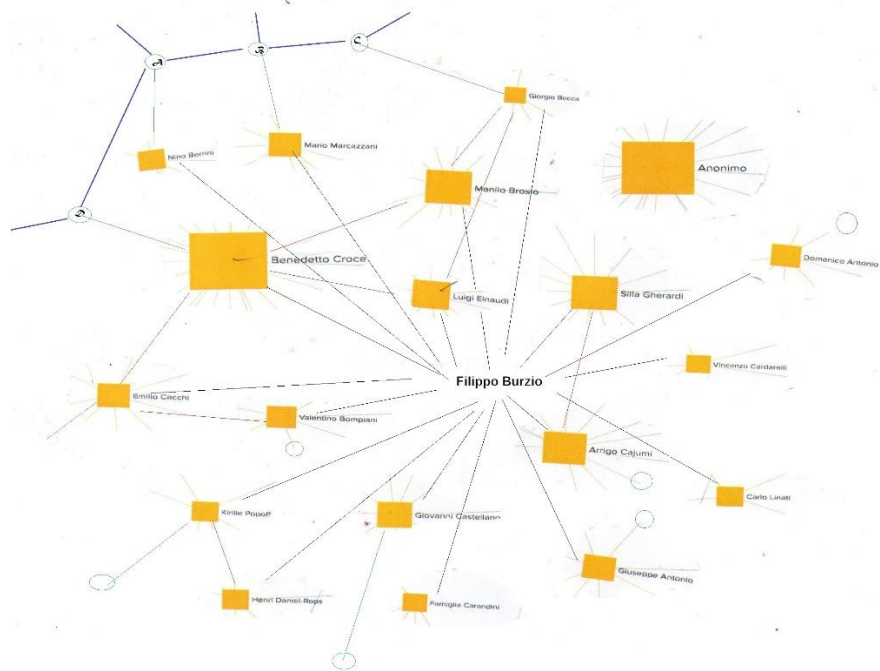 A
B
C
D
Giorgio Bocca
Nino Berrini
Mario Marcazzani
Manlio Brosio
Anonimo
Benedetto Croce
Luigi Einaudi
Silla Gherardi
Domenico Antonio
Vincenzo Cardarelli
Filippo Burzio
Emilio Cecchi
Valentino Bompiani
Arrigo Cajumi
Carlo Linati
Kirille Popoff
Giovanni Castellano
Giuseppe Antonio
Henri Daniel-Rops
Famiglia Carandini